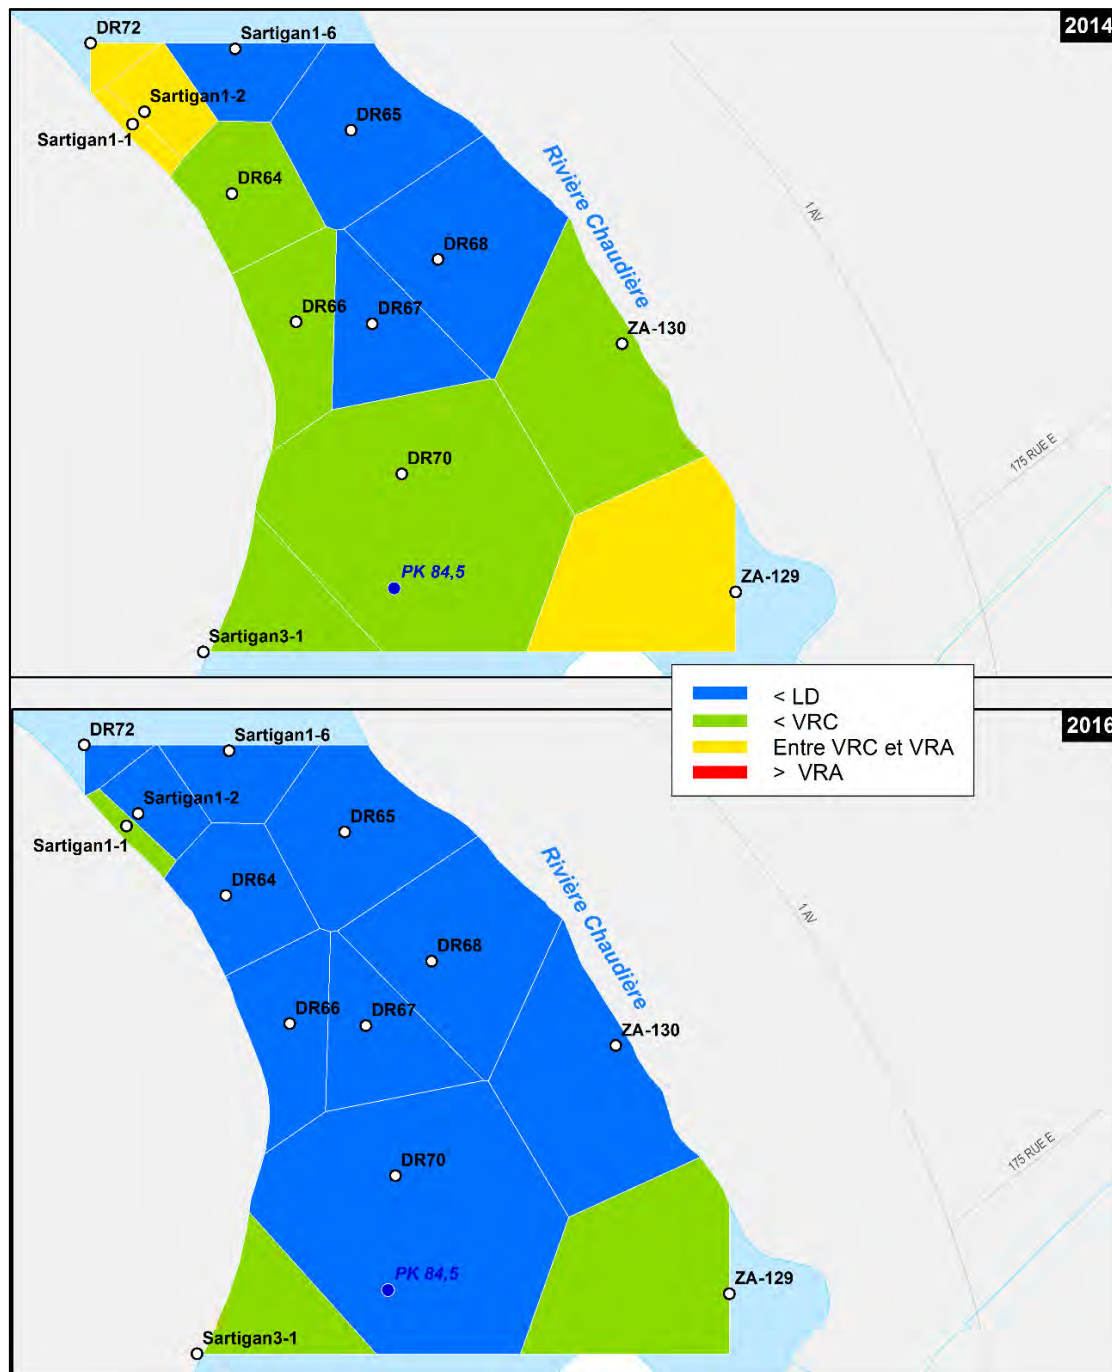 2014
DR72
Sartigan1-6
Sartigan1-2
Sartigan1-1
DR65
DR64
Rivière Chaudière
1 AV
DR68
DR66
DR67
ZA-130
DR70
175 RUE E
PK 84,5
ZA-129
Sartigan3-1
< LD
< VRC
Entre VRC et VRA
> VRA
2016
DR72
Sartigan1-6
Sartigan1-2
Sartigan1-1
DR65
DR64
Rivière Chaudière
1 AV
DR68
DR66
DR67
ZA-130
DR70
175 RUE E
PK 84,5
ZA-129
Sartigan3-1